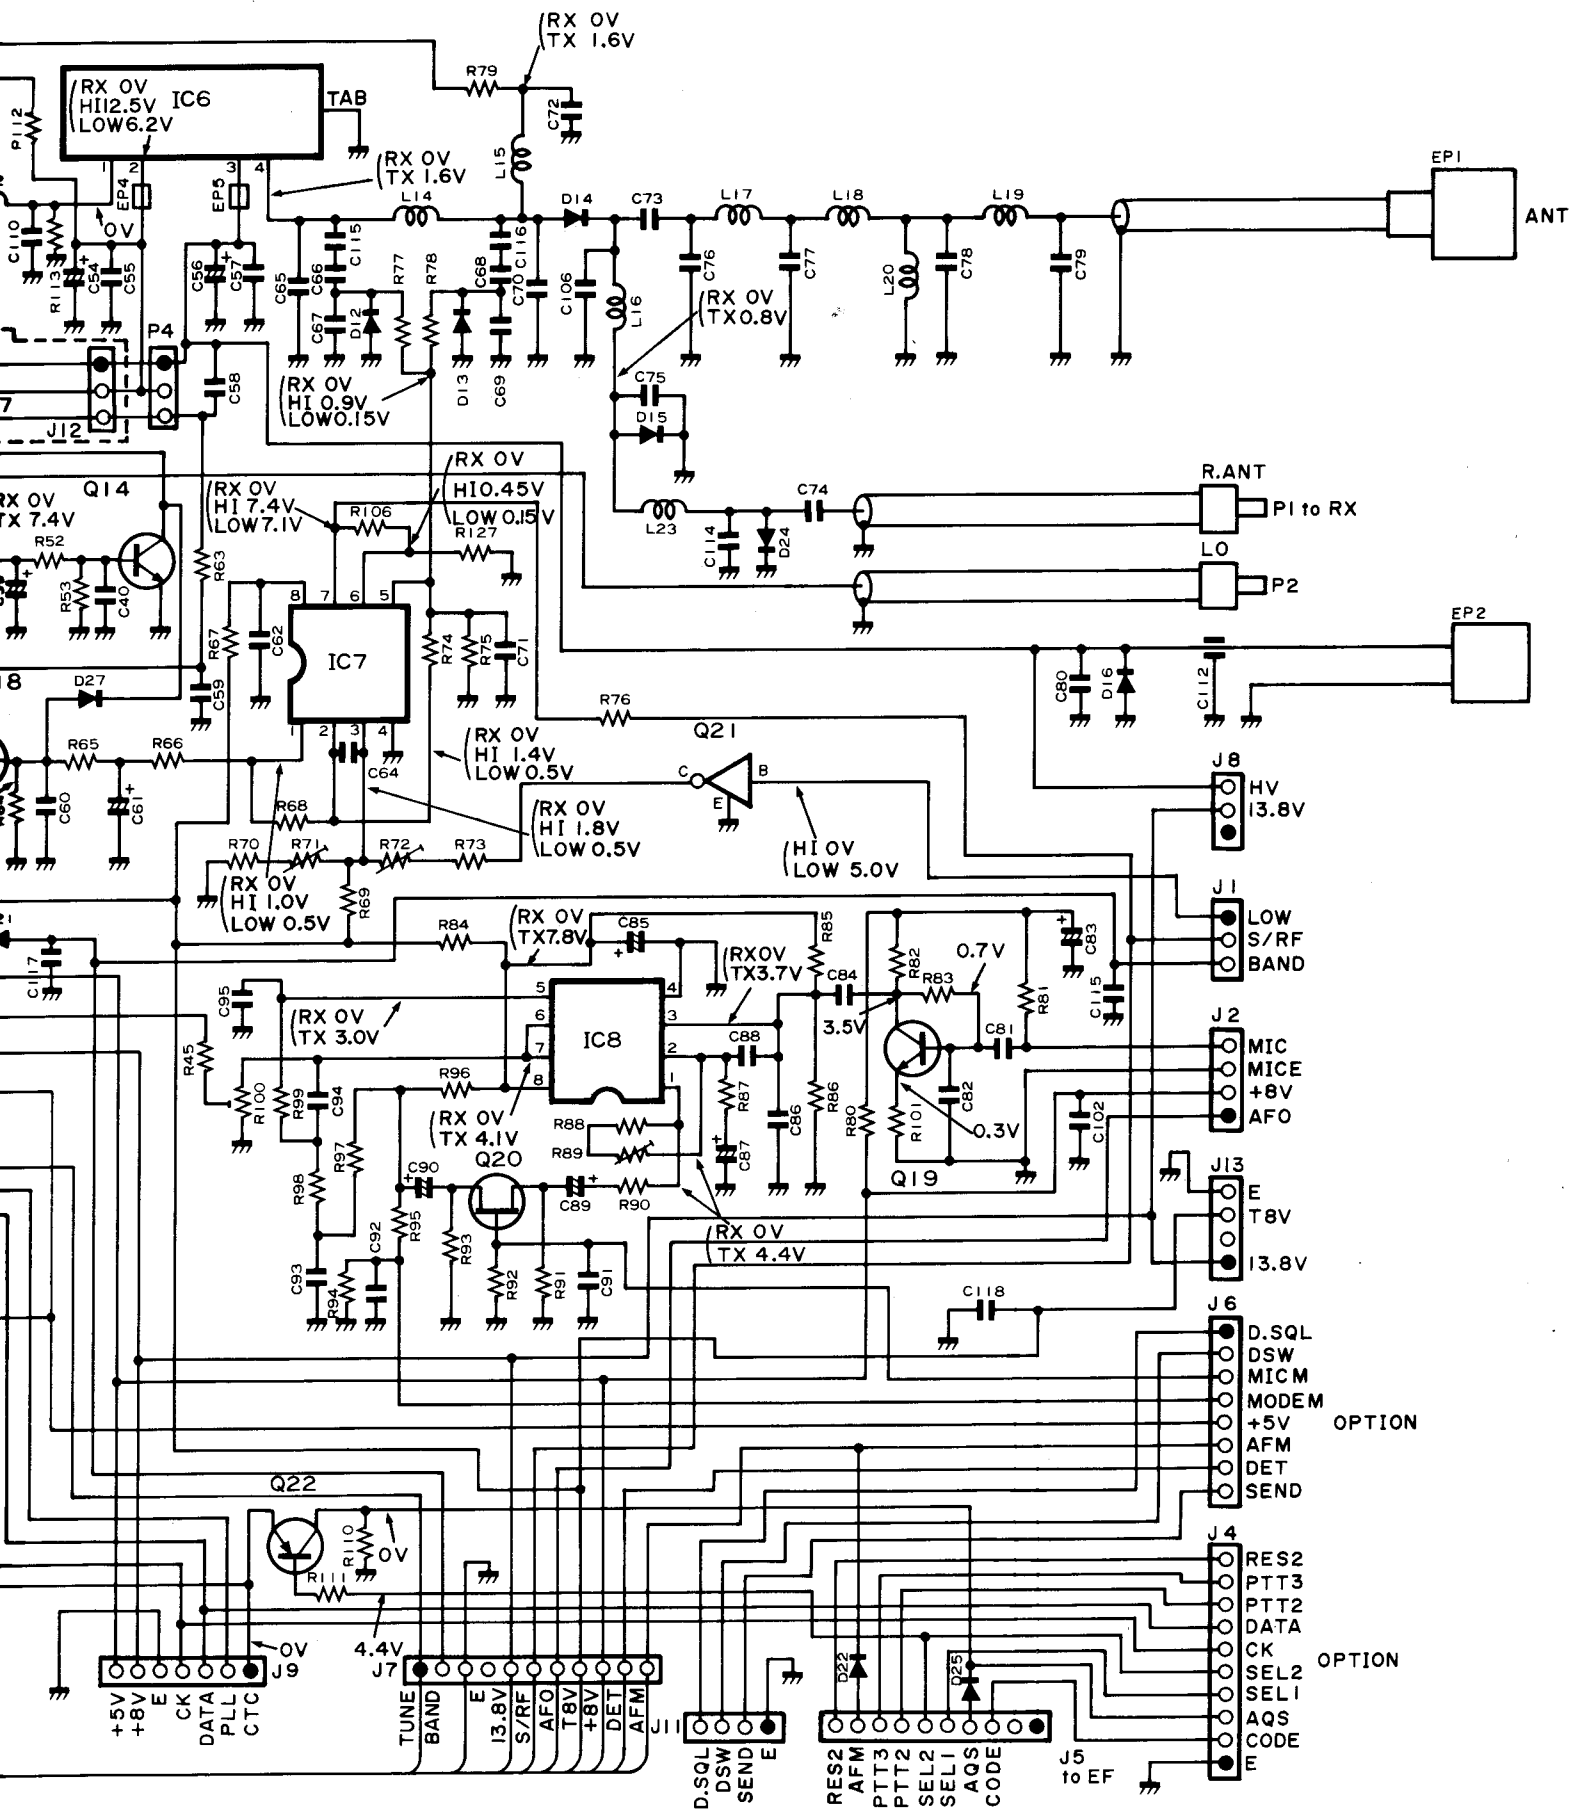 (RX 0V
TX 1.6V
R79
C72
(RX 0V
HI12.5V
LOW6.2V
IC6
TAB
1
2
3
4
L15
(RX 0V
TX 1.6V
EP4
EP5
0V
C110
R113
C54
C55
C56
C57
L14
C115
C66
C65
C67
D12
R77
R78
C68
C116
C70
D13
C69
D14
C73
C106
L16
C76
L17
C77
L18
L20
C78
L19
C79
EP1
ANT
(RX 0V
TX0.8V
P4
C58
J12
7
(RX 0V
HI 0.9V
LOW0.15V
C75
D15
L23
C74
C114
D24
R.ANT
P1 to RX
LO
P2
EP2
Q14
RX 0V
TX 7.4V
R52
R53
C40
R63
(RX 0V
HI 7.4V
LOW7.1V
(RX 0V
HI0.45V
LOW 0.15V
R106
R127
8
7
6
5
IC7
1
2
3
4
R67
C62
R74
R75
C71
18
D27
C59
R65
R66
C60
C61
C64
R68
R70
R71
R72
R73
R69
(RX 0V
HI 1.4V
LOW 0.5V
(RX 0V
HI 1.8V
LOW 0.5V
(RX 0V
HI 1.0V
LOW 0.5V
R76
Q21
C
B
E
(HI 0V
LOW 5.0V
C80
D16
C112
J8
HV
13.8V
J1
LOW
S/RF
BAND
C117
R84
(RX 0V
TX7.8V
C85
R85
(RX0V
TX3.7V
C84
R82
R83
0.7V
R81
C83
C115
3.5V
C81
C82
C95
(RX 0V
TX 3.0V
5
6
7
8
IC8
4
3
2
1
C88
R87
C87
C86
R86
R80
R101
0.3V
Q19
J2
MIC
MICE
+8V
AFO
C102
R45
R100
R99
C94
R96
R97
(RX 0V
TX 4.1V
Q20
R88
R89
R98
C90
R95
C89
R90
(RX 0V
TX 4.4V
C93
R94
C92
R93
R92
R91
C91
J13
E
T8V
13.8V
C118
J6
D.SQL
DSW
MICM
MODEM
+5V
AFM
DET
SEND
OPTION
Q22
R110
0V
R111
4.4V
0V
J9
+5V
+8V
E
CK
DATA
PLL
CTC
J7
TUNE
BAND
E
13.8V
S/RF
AFO
T8V
+8V
DET
AFM
J11
D.SQL
DSW
SEND
E
D22
D25
RES2
AFM
PTT3
PTT2
SEL2
SEL1
AQS
CODE
J5
to EF
J4
RES2
PTT3
PTT2
DATA
CK
SEL2
SEL1
AQS
CODE
E
OPTION